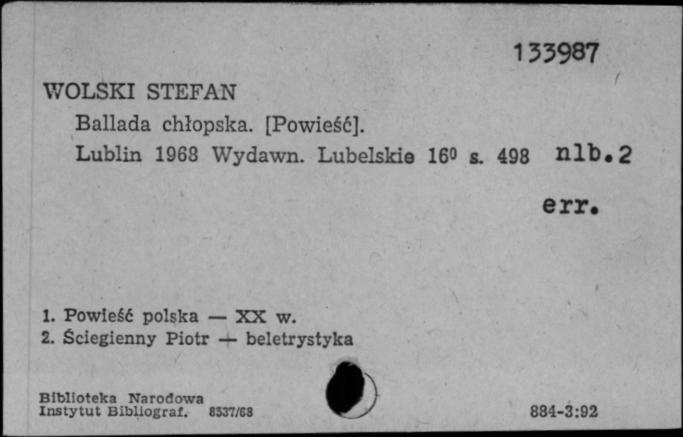 133987
WOLSKI STEFAN
Ballada chłopska. [Powieść].
Lublin 1968 Wydawn. Lubelskie 16⁰ s. 498 nlb.2
err.
1. Powieść polska — XX w.
2. Ściegienny Piotr — beletrystyka
Biblioteka Narodowa
Instytut Bibliograf. 8537/68
884-3:92